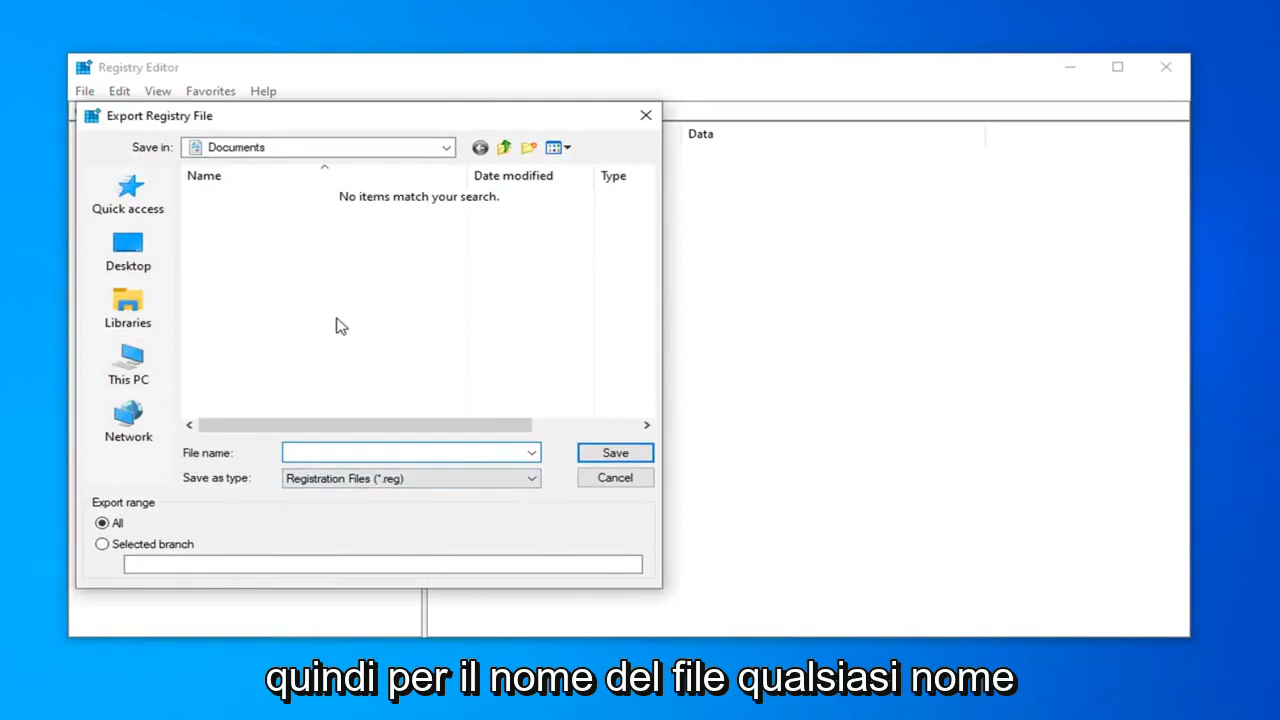 Registry Editor
File Edit View Favorites Help
Export Registry File
Data
Save in: Documents
Name Date modified Type
No items match your search.
Quick access
Desktop
Libraries
This PC
Network
File name: Save
Save as type: Registration Files (*.reg) Cancel
Export range
All
Selected branch
quindi per il nome del file qualsiasi nome